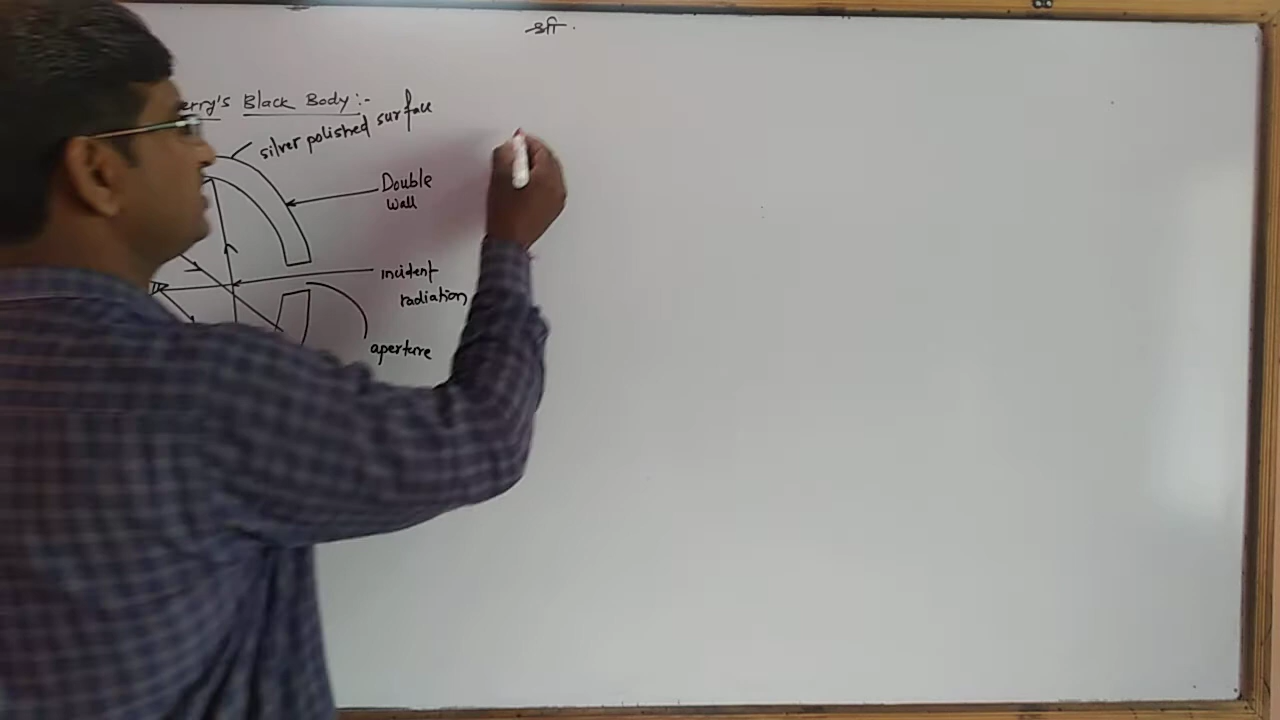 श्री.
erry's Black Body :-
silver polished surface
Double
wall
incident
radiation
aperture